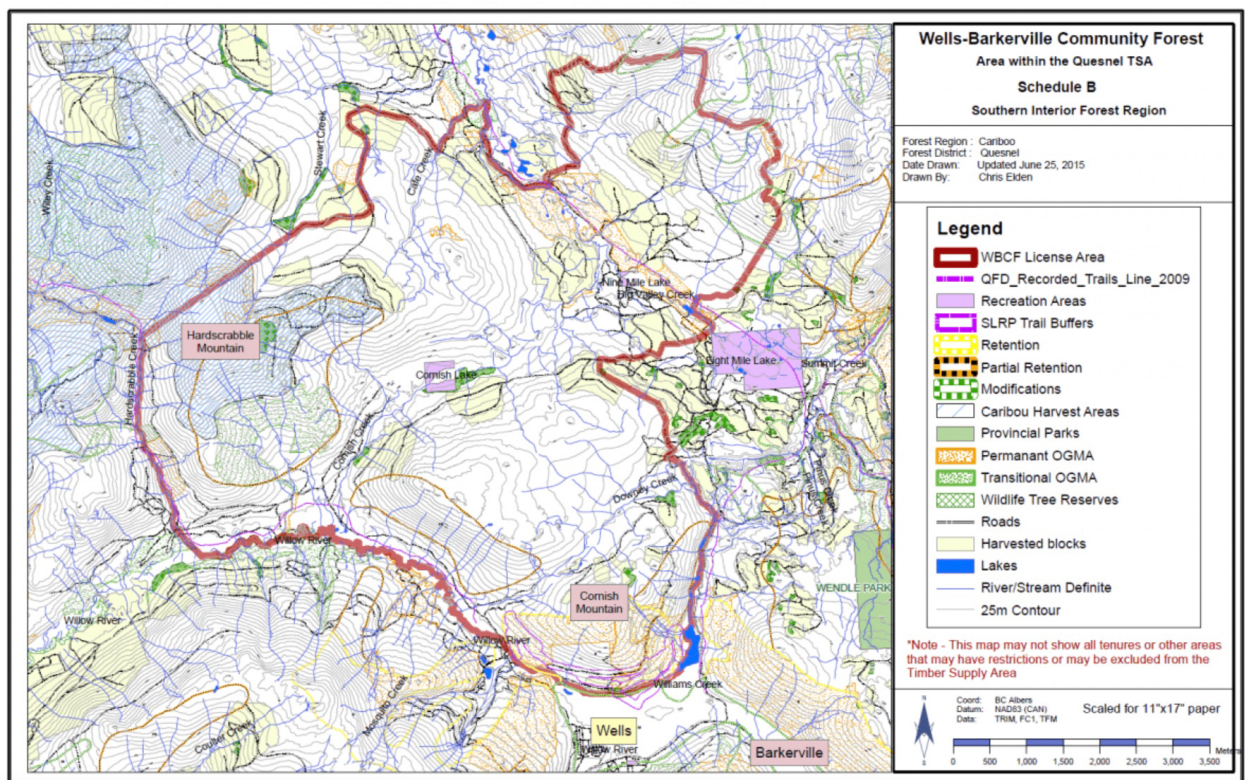 Wells-Barkerville Community Forest
Area within the Quesnel TSA
Schedule B
Southern Interior Forest Region
Forest Region : Cariboo
Forest District : Quesnel
Date Drawn: Updated June 25, 2015
Drawn By: Chris Elden
Legend
WBCF License Area
QFD_Recorded_Trails_Line_2009
Recreation Areas
SLRP Trail Buffers
Retention
Partial Retention
Modifications
Caribou Harvest Areas
Provincial Parks
Permanant OGMA
Transitional OGMA
Wildlife Tree Reserves
Roads
Harvested blocks
Lakes
River/Stream Definite
25m Contour
*Note - This map may not show all tenures or other areas
that may have restrictions or may be excluded from the
Timber Supply Area
N
Coord: BC Albers
Datum: NAD83 (CAN)
Data: TRIM, FC1, TFM
Scaled for 11"x17" paper
Meters
0 500 1,000 1,500 2,000 2,500 3,000 3,500
Stewart Creek
Cafe Creek
Nine Mile Lake
Big Valley Creek
Hardscrabble
Mountain
Hardscrabble Creek
Eight Mile Lake
Summit Creek
Cornish Lake
Cornish Creek
Downey Creek
Willow River
WENDLE PARK
Cornish
Mountain
Willow River
Willow River
Williams Creek
Mosquito Creek
Coulter Creek
Wells
Willow River
Barkerville